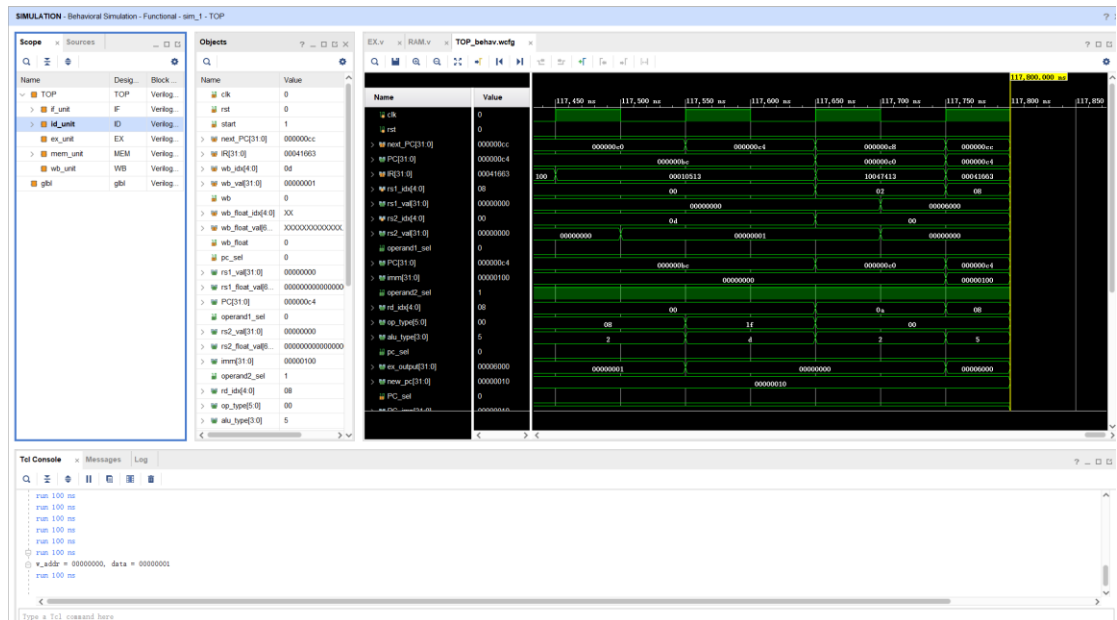 SIMULATION - Behavioral Simulation - Functional - sim_1 - TOP
Scope
Sources
Name Desig... Block ...
TOP TOP Verilog...
if_unit IF Verilog...
id_unit ID Verilog...
ex_unit EX Verilog...
mem_unit MEM Verilog...
wb_unit WB Verilog...
glbl glbl Verilog...
Objects
Name Value
clk 0
rst 0
start 1
next_PC[31:0] 000000cc
IR[31:0] 00041663
wb_idx[4:0] 0d
wb_val[31:0] 00000001
wb 0
wb_float_idx[4:0] XX
wb_float_val[6... XXXXXXXXXXXXX
wb_float 0
pc_sel 0
rs1_val[31:0] 00000000
rs1_float_val[6... 000000000000000
PC[31:0] 000000c4
operand1_sel 0
rs2_val[31:0] 00000000
rs2_float_val[6... 000000000000000
imm[31:0] 00000100
operand2_sel 1
rd_idx[4:0] 08
op_type[5:0] 00
alu_type[3:0] 5
EX.v
RAM.v
TOP_behav.wcfg
117,800.000 ns
Name Value
117,450 ns 117,500 ns 117,550 ns 117,600 ns 117,650 ns 117,700 ns 117,750 ns 117,800 ns 117,850
clk 0
rst 0
next_PC[31:0] 000000cc 000000c0 000000c4 000000c8 000000cc
PC[31:0] 000000c4 000000bc 000000c0 000000c4
IR[31:0] 00041663 100 00010513 10047413 00041663
rs1_idx[4:0] 08 00 02 08
rs1_val[31:0] 00000000 00000000 00006000
rs2_idx[4:0] 00 0d 00
rs2_val[31:0] 00000000 00000000 00000001 00000000
operand1_sel 0
PC[31:0] 000000c4 000000bc 000000c0 000000c4
imm[31:0] 00000100 00000000 00000100
operand2_sel 1
rd_idx[4:0] 08 00 0a 08
op_type[5:0] 00 08 1f 00
alu_type[3:0] 5 2 d 2 5
pc_sel 0
ex_output[31:0] 00006000 00000001 00000000 00006000
new_pc[31:0] 00000010 00000010
PC_sel 0
Tcl Console
Messages
Log
run 100 ns
run 100 ns
run 100 ns
run 100 ns
run 100 ns
run 100 ns
w_addr = 00000000, data = 00000001
run 100 ns
Type a Tcl command here